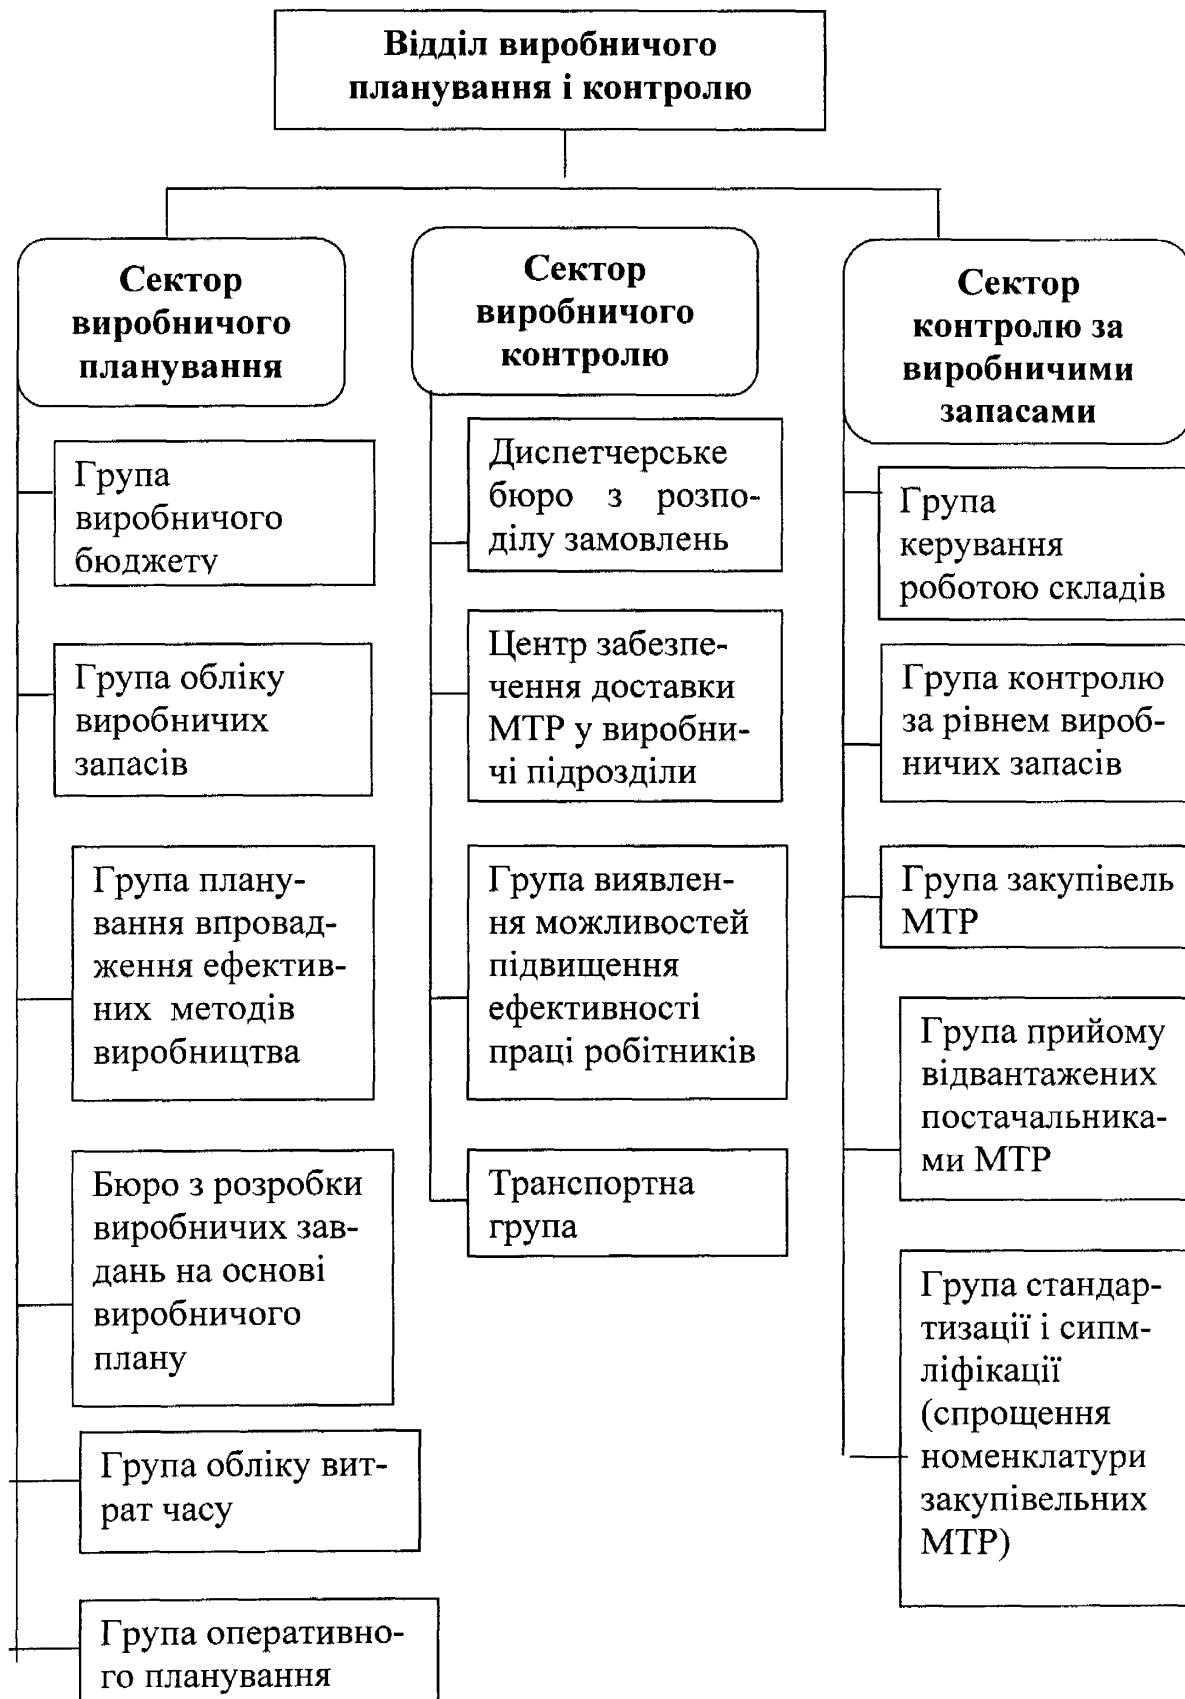 Відділ виробничого
планування і контролю
Сектор
виробничого
планування
Група
виробничого
бюджету
Група обліку
виробничих
запасів
Група плану-
вання впровад-
ження ефектив-
них методів
виробництва
Бюро з розробки
виробничих зав-
дань на основі
виробничого
плану
Група обліку вит-
рат часу
Група оперативно-
го планування
Сектор
виробничого
контролю
Диспетчерське
бюро з розпо-
ділу замовлень
Центр забезпе-
чення доставки
МТР у виробни-
чі підрозділи
Група виявлен-
ня можливостей
підвищення
ефективності
праці робітників
Транспортна
група
Сектор
контролю за
виробничими
запасами
Група
керування
роботою складів
Група контролю
за рівнем вироб-
ничих запасів
Група закупівель
МТР
Група прийому
відвантажених
постачальника-
ми МТР
Група стандар-
тизації і сипм-
ліфікації
(спрощення
номенклатури
закупівельних
МТР)